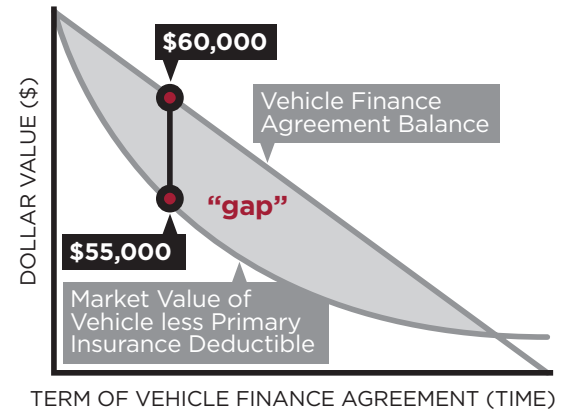 $60,000
Vehicle Finance
Agreement Balance
DOLLAR VALUE ($)
“gap”
$55,000
Market Value of
Vehicle less Primary
Insurance Deductible
TERM OF VEHICLE FINANCE AGREEMENT (TIME)